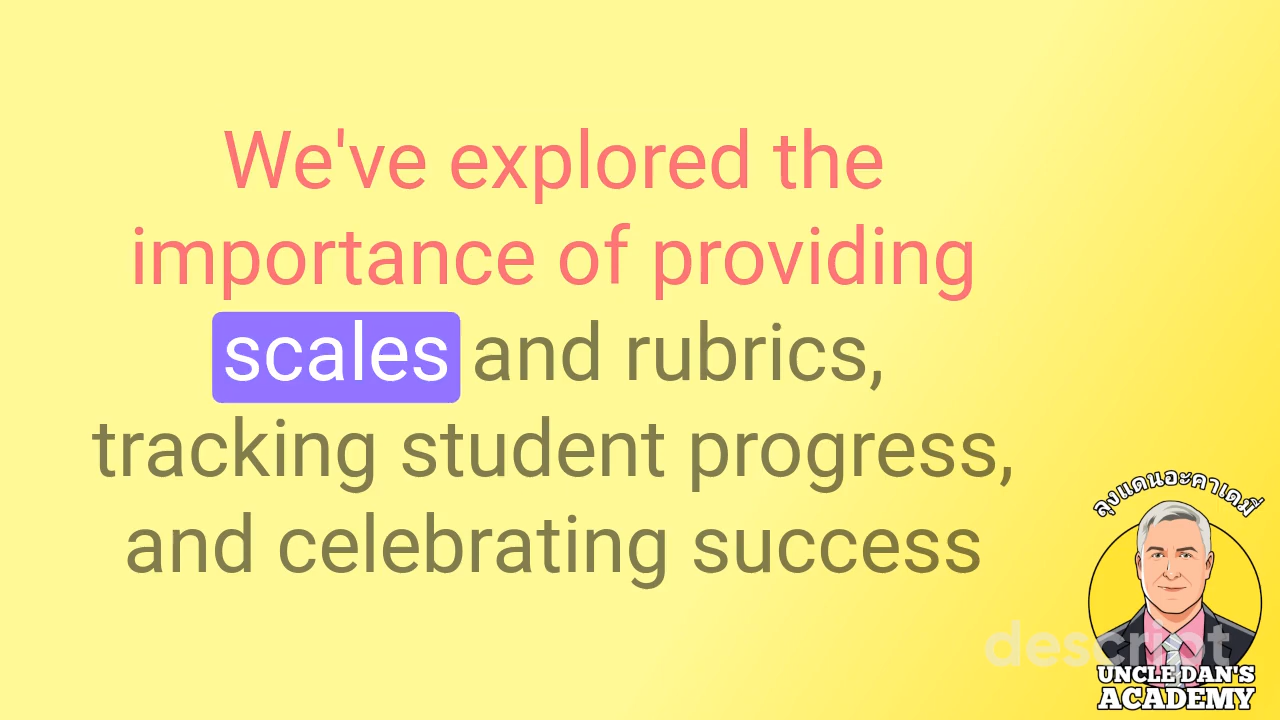 We've explored the
importance of providing
scales and rubrics,
tracking student progress,
and celebrating success
ลุงแดนอะคาเดมี่
descript
UNCLE DAN'S
ACADEMY